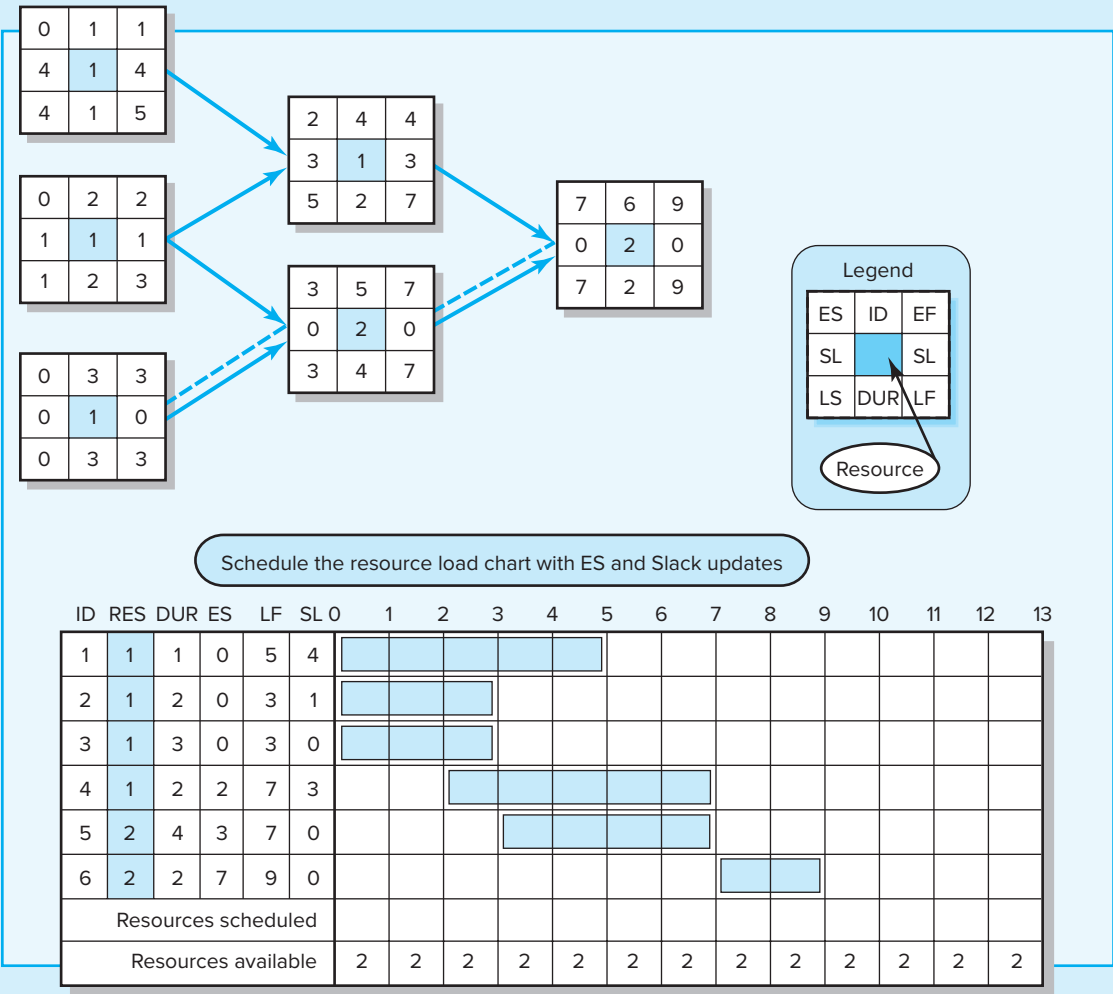 0 1 1
4 1 4
4 1 5
2 4 4
3 1 3
5 2 7
0 2 2
1 1 1
1 2 3
7 6 9
0 2 0
7 2 9
3 5 7
0 2 0
3 4 7
0 3 3
0 1 0
0 3 3
Legend
ES ID EF
SL SL
LS DUR LF
Resource
Schedule the resource load chart with ES and Slack updates
ID RES DUR ES LF SL 0 1 2 3 4 5 6 7 8 9 10 11 12 13
1 1 1 0 5 4
2 1 2 0 3 1
3 1 3 0 3 0
4 1 2 2 7 3
5 2 4 3 7 0
6 2 2 7 9 0
Resources scheduled
Resources available 2 2 2 2 2 2 2 2 2 2 2 2 2